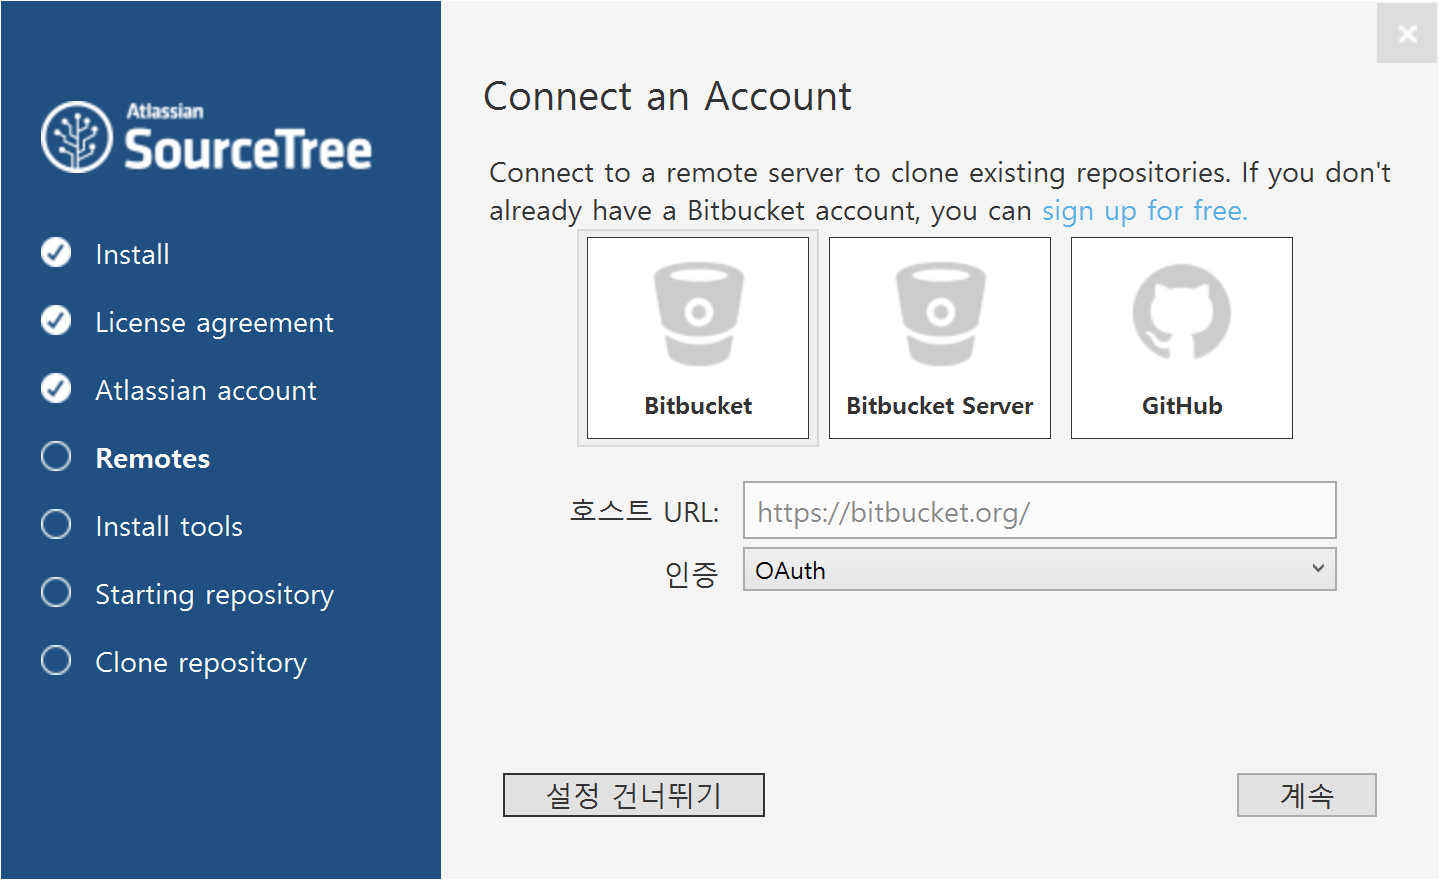 Atlassian
SourceTree
Install
License agreement
Atlassian account
Remotes
Install tools
Starting repository
Clone repository
Connect an Account
Connect to a remote server to clone existing repositories. If you don't
already have a Bitbucket account, you can sign up for free.
Bitbucket
Bitbucket Server
GitHub
호스트 URL:
https://bitbucket.org/
인증
OAuth
설정 건너뛰기
계속